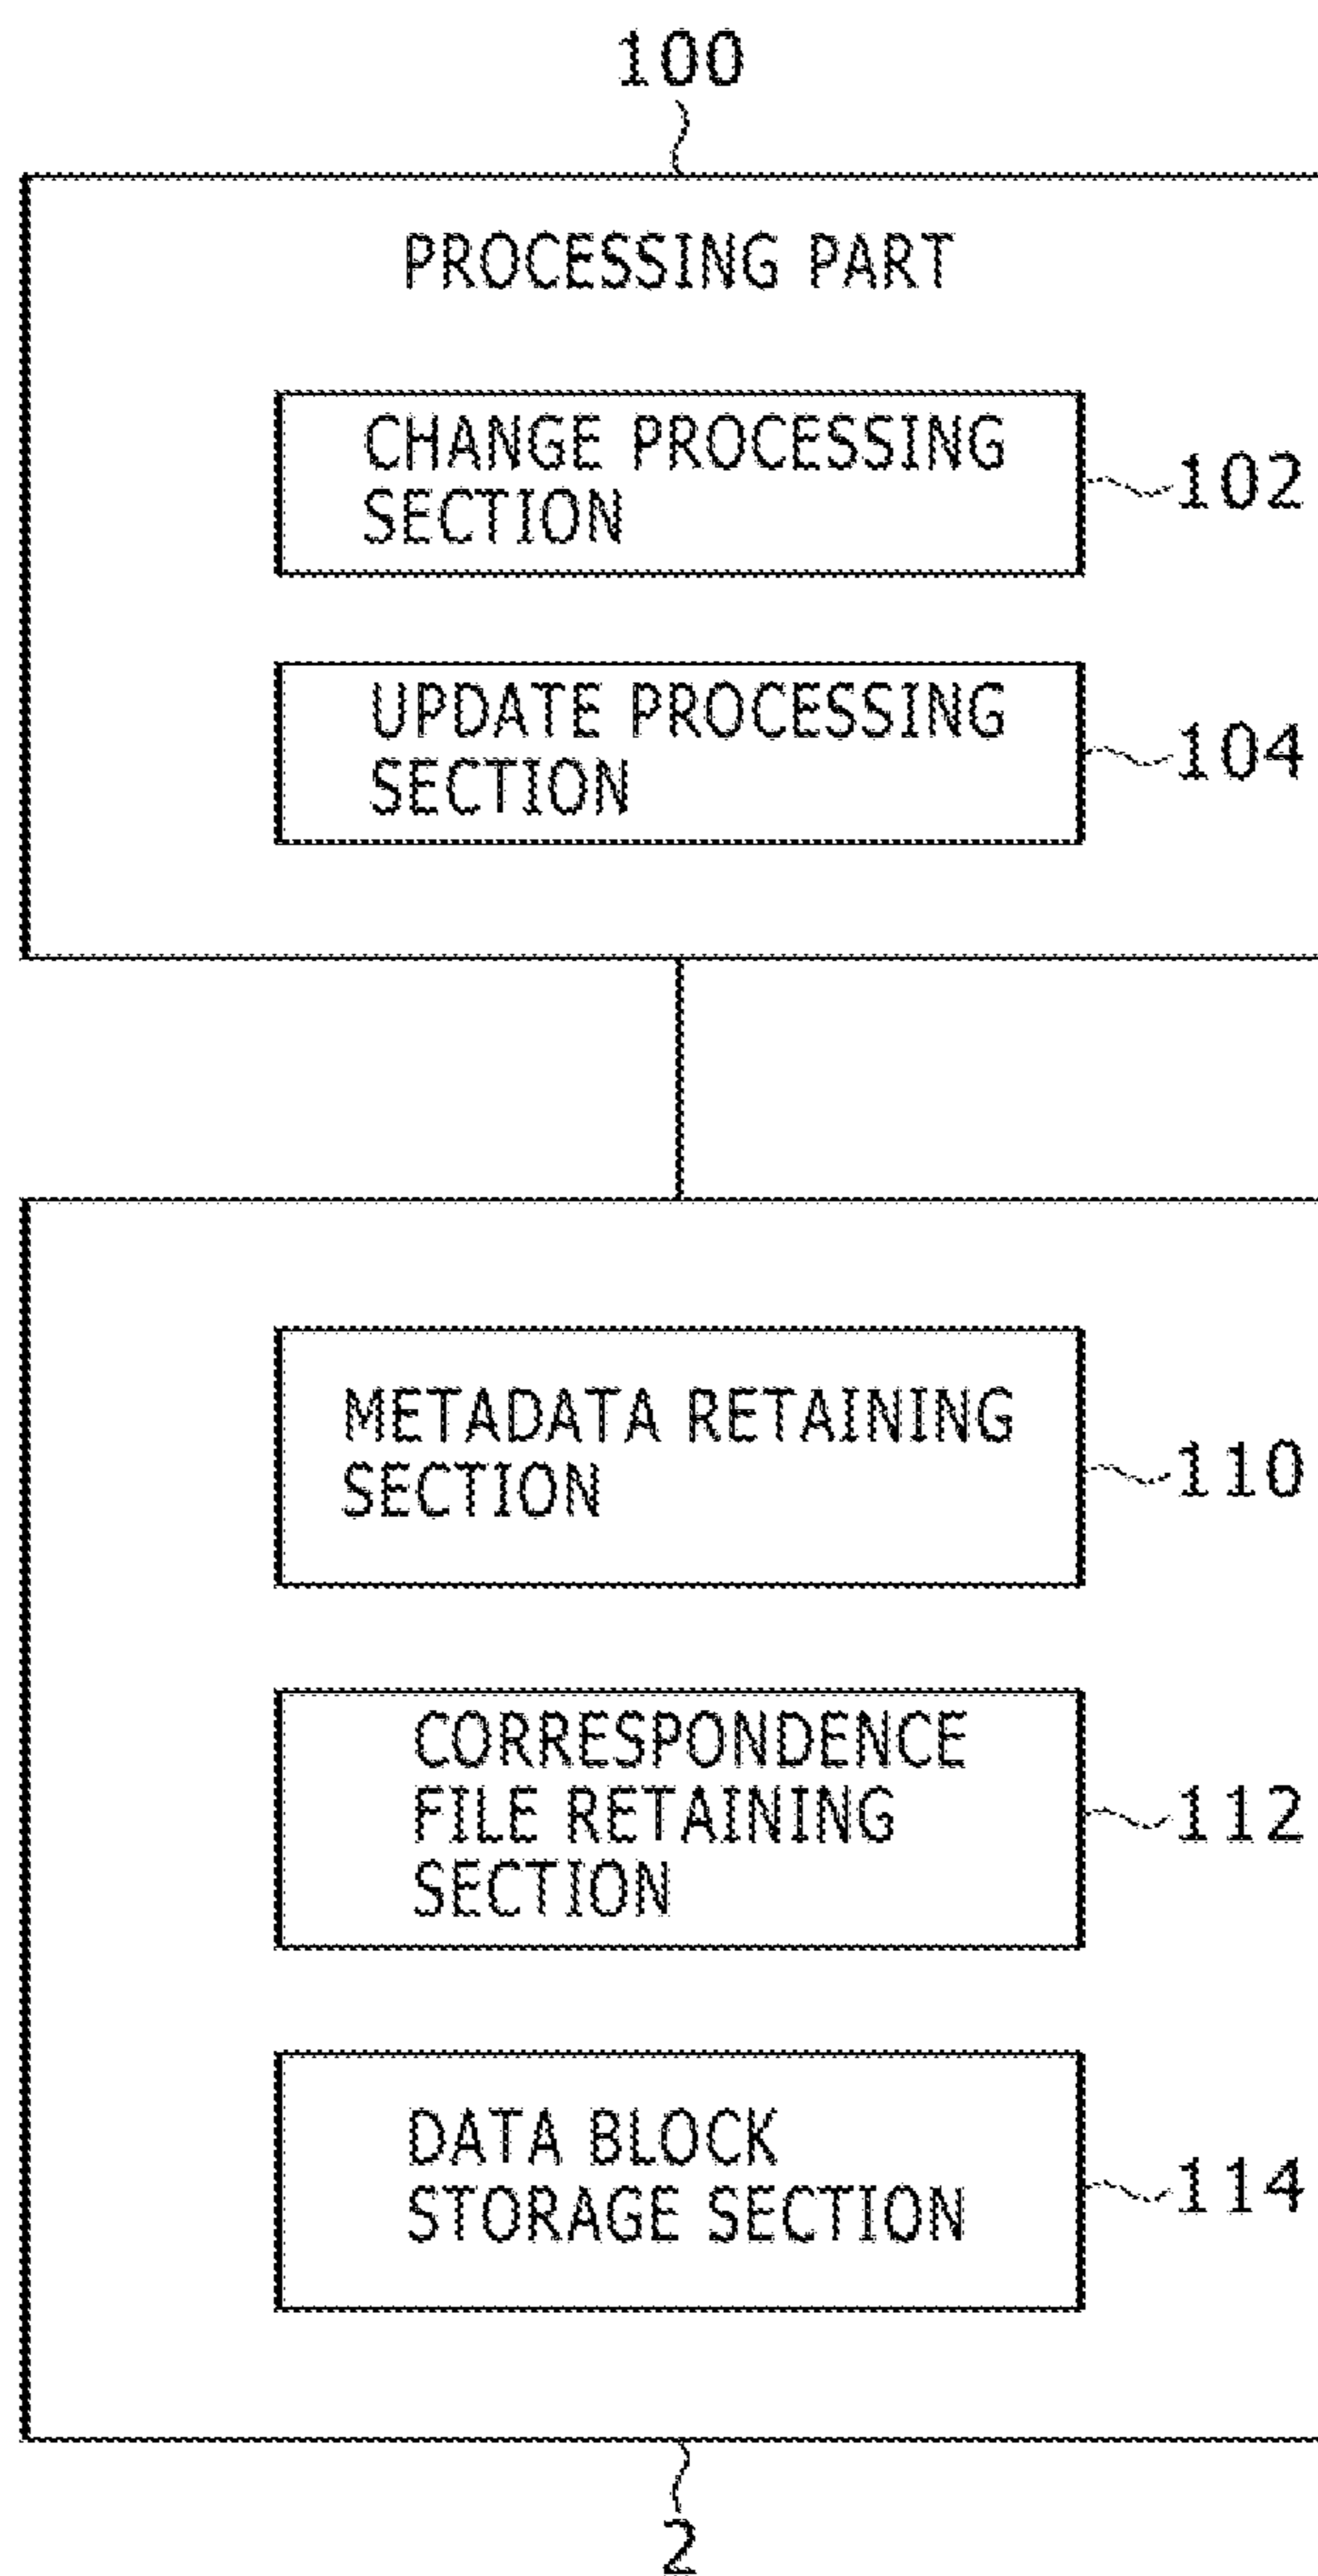 100
PROCESSING PART
CHANGE PROCESSING
SECTION
102
UPDATE PROCESSING
SECTION
104
METADATA RETAINING
SECTION
110
CORRESPONDENCE
FILE RETAINING
SECTION
112
DATA BLOCK
STORAGE SECTION
114
2